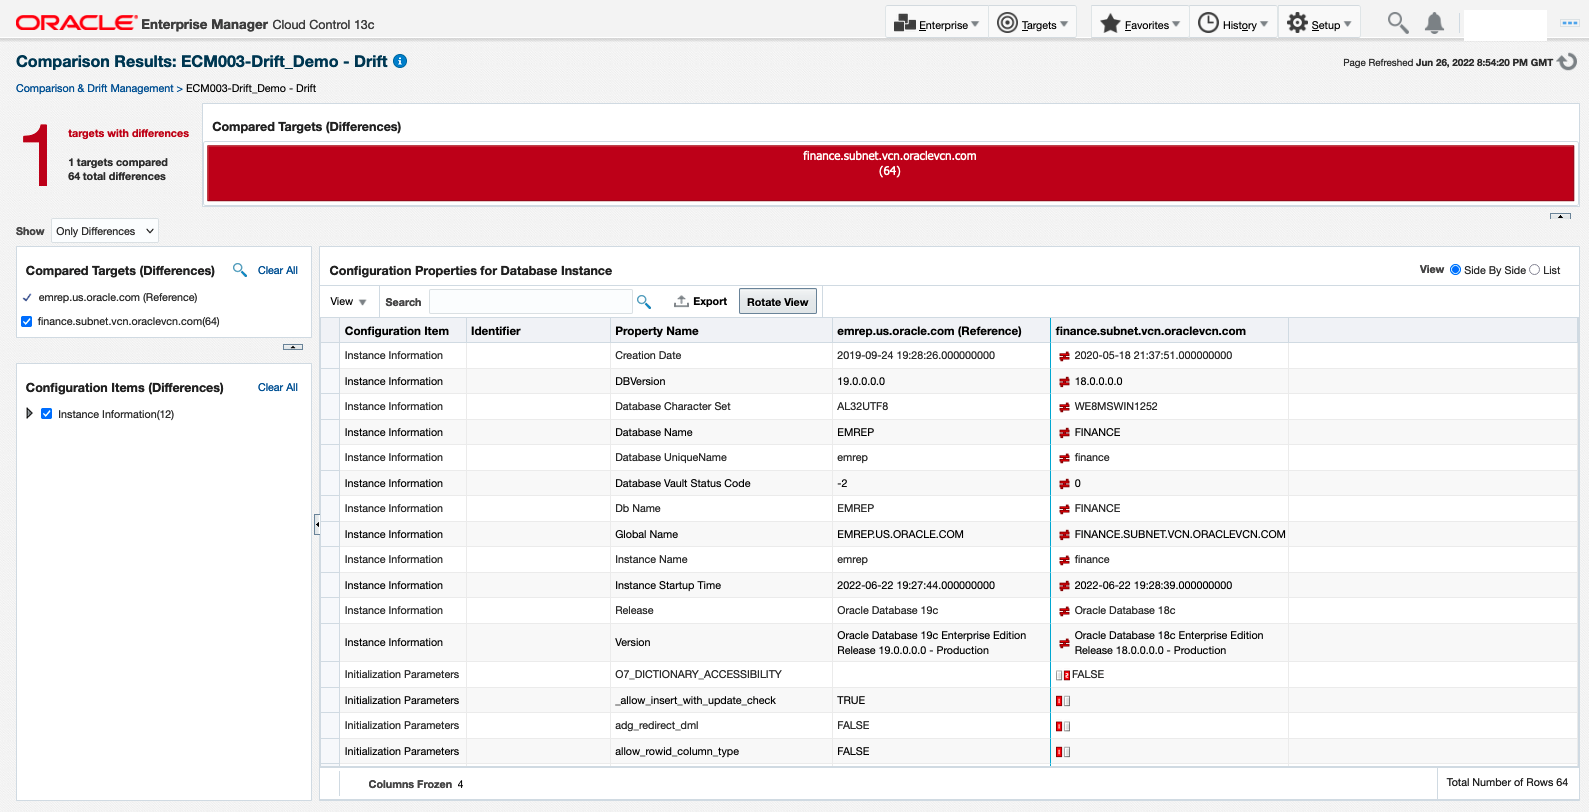 ORACLE Enterprise Manager Cloud Control 13c
Enterprise Targets Favorites History Setup
Comparison Results: ECM003-Drift_Demo - Drift
Page Refreshed Jun 26, 2022 8:54:20 PM GMT
Comparison & Drift Management > ECM003-Drift_Demo - Drift
1 targets with differences
1 targets compared
64 total differences
Compared Targets (Differences)
finance.subnet.vcn.oraclevcn.com
(64)
Show Only Differences
Compared Targets (Differences) Clear All
emrep.us.oracle.com (Reference)
finance.subnet.vcn.oraclevcn.com(64)
Configuration Items (Differences) Clear All
Instance Information(12)
Configuration Properties for Database Instance
View Side By Side List
View Search Export Rotate View
Configuration Item Identifier Property Name emrep.us.oracle.com (Reference) finance.subnet.vcn.oraclevcn.com
Instance Information Creation Date 2019-09-24 19:28:26.000000000 2020-05-18 21:37:51.000000000
Instance Information DBVersion 19.0.0.0.0 18.0.0.0.0
Instance Information Database Character Set AL32UTF8 WE8MSWIN1252
Instance Information Database Name EMREP FINANCE
Instance Information Database UniqueName emrep finance
Instance Information Database Vault Status Code -2 0
Instance Information Db Name EMREP FINANCE
Instance Information Global Name EMREP.US.ORACLE.COM FINANCE.SUBNET.VCN.ORACLEVCN.COM
Instance Information Instance Name emrep finance
Instance Information Instance Startup Time 2022-06-22 19:27:44.000000000 2022-06-22 19:28:39.000000000
Instance Information Release Oracle Database 19c Oracle Database 18c
Instance Information Version Oracle Database 19c Enterprise Edition Release 19.0.0.0.0 - Production Oracle Database 18c Enterprise Edition Release 18.0.0.0.0 - Production
Initialization Parameters O7_DICTIONARY_ACCESSIBILITY FALSE
Initialization Parameters _allow_insert_with_update_check TRUE
Initialization Parameters adg_redirect_dml FALSE
Initialization Parameters allow_rowid_column_type FALSE
Columns Frozen 4
Total Number of Rows 64